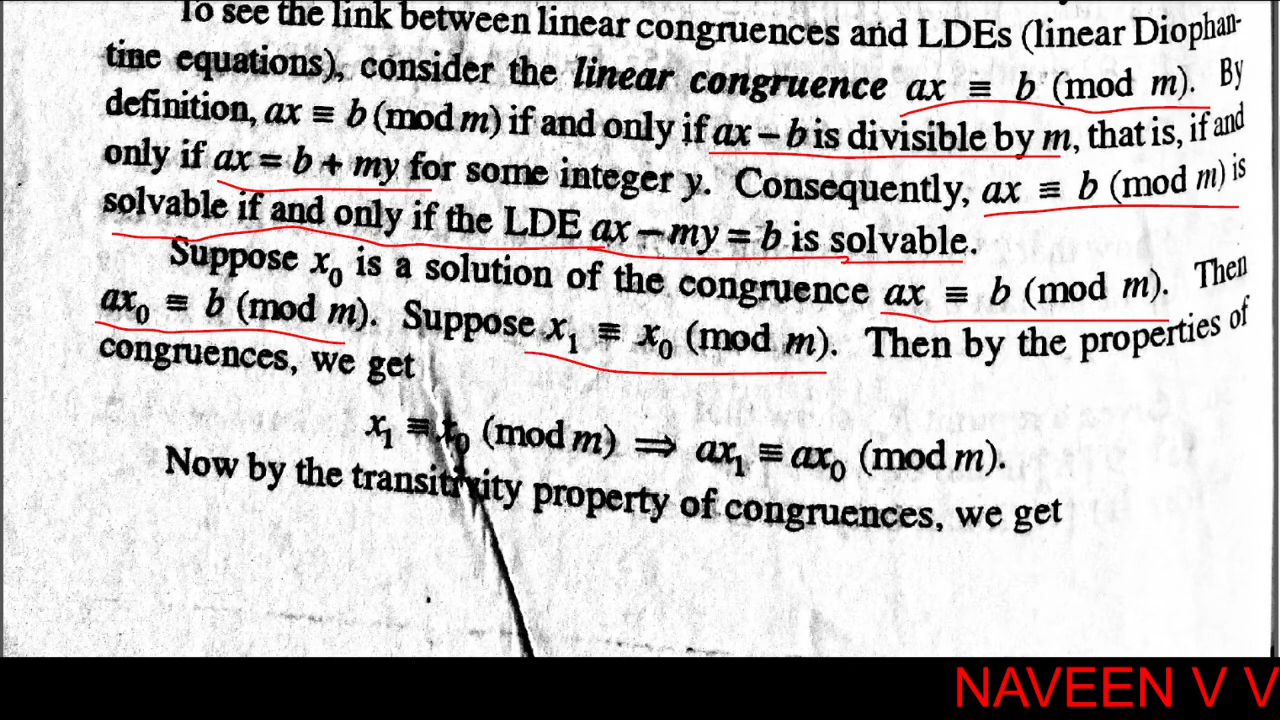 To see the link between linear congruences and LDEs (linear Diophan-
tine equations), consider the linear congruence ax ≡ b (mod m). By
definition, ax ≡ b (mod m) if and only if ax − b is divisible by m, that is, if and
only if ax = b + my for some integer y. Consequently, ax ≡ b (mod m) is
solvable if and only if the LDE ax − my = b is solvable.
Suppose x₀ is a solution of the congruence ax ≡ b (mod m). Then
ax₀ ≡ b (mod m). Suppose x₁ ≡ x₀ (mod m). Then by the properties of
congruences, we get
x₁ ≡ x₀ (mod m) ⟹ ax₁ ≡ ax₀ (mod m).
Now by the transitivity property of congruences, we get
NAVEEN V V